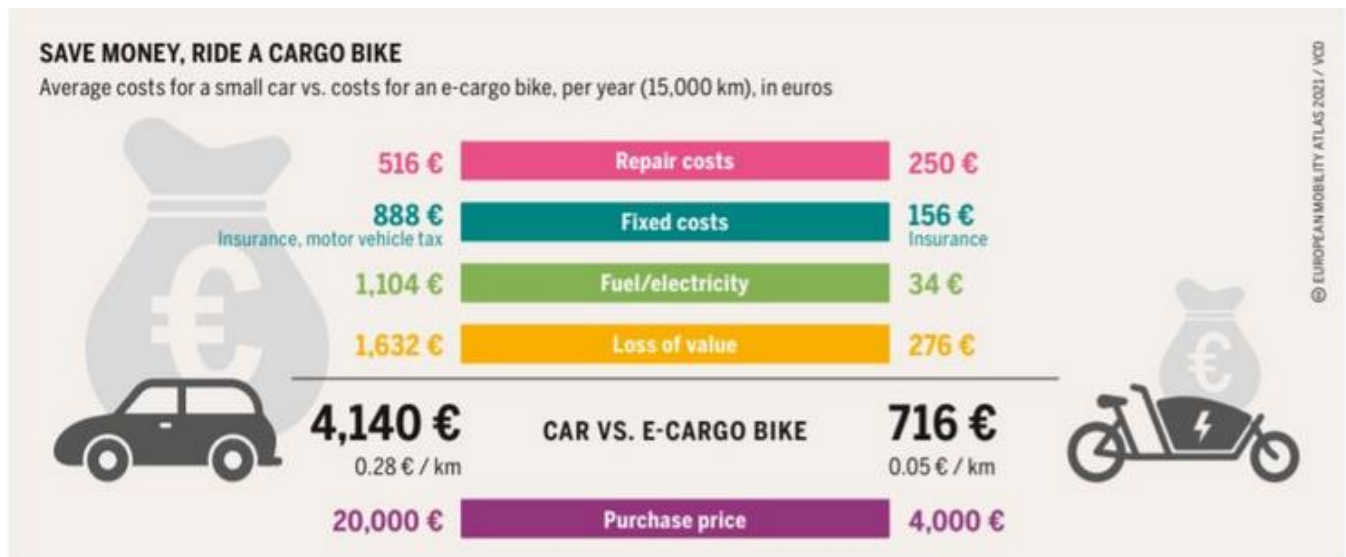 SAVE MONEY, RIDE A CARGO BIKE
Average costs for a small car vs. costs for an e-cargo bike, per year (15,000 km), in euros
516 € Repair costs 250 €
888 € Fixed costs 156 €
Insurance, motor vehicle tax Insurance
1,104 € Fuel/electricity 34 €
1,632 € Loss of value 276 €
4,140 € CAR VS. E-CARGO BIKE 716 €
0.28 € / km 0.05 € / km
20,000 € Purchase price 4,000 €
€
€
cc EUROPEAN MOBILITY ATLAS 2021 / VCD